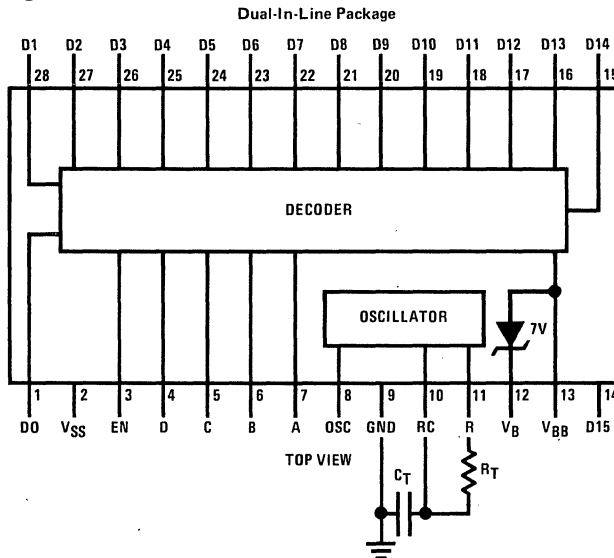 Dual-In-Line Package
D1 D2 D3 D4 D5 D6 D7 D8 D9 D10 D11 D12 D13 D14
28 27 26 25 24 23 22 21 20 19 18 17 16 15
DECODER
OSCILLATOR
7V
1 2 3 4 5 6 7 8 9 10 11 12 13 14
DO VSS EN D C B A OSC GND RC R VB VBB D15
TOP VIEW
CT
RT